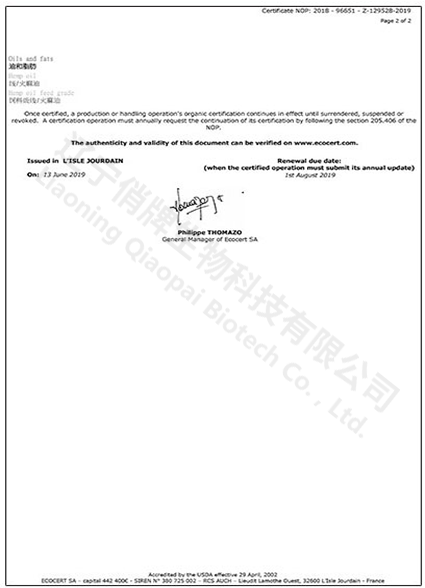 Certificate NOP: 2018 - 96651 - Z-129528-2019
Page 2 of 2
Oils and fats
油和脂肪
Hemp oil
线/火麻油
Hemp oil feed grade
饲料级线/火麻油
Once certified, a production or handling operation's organic certification continues in effect until surrendered, suspended or
revoked. A certification operation must annually request the continuation of its certification by following the section 205.406 of the
NOP.
The authenticity and validity of this document can be verified on www.ecocert.com.
Issued in L'ISLE JOURDAIN
Renewal due date:
(when the certified operation must submit its annual update)
On: 13 June 2019
1st August 2019
Philippe THOMAZO
General Manager of Ecocert SA
辽宁俏牌生物科技有限公司
Liaoning Qiaopai Biotech Co., Ltd.
Accredited by the USDA effective 29 April, 2002
ECOCERT SA – capital 442 400€ - SIREN N° 380 725 002 – RCS AUCH – Lieudit Lamothe Ouest, 32600 L'Isle Jourdain - France